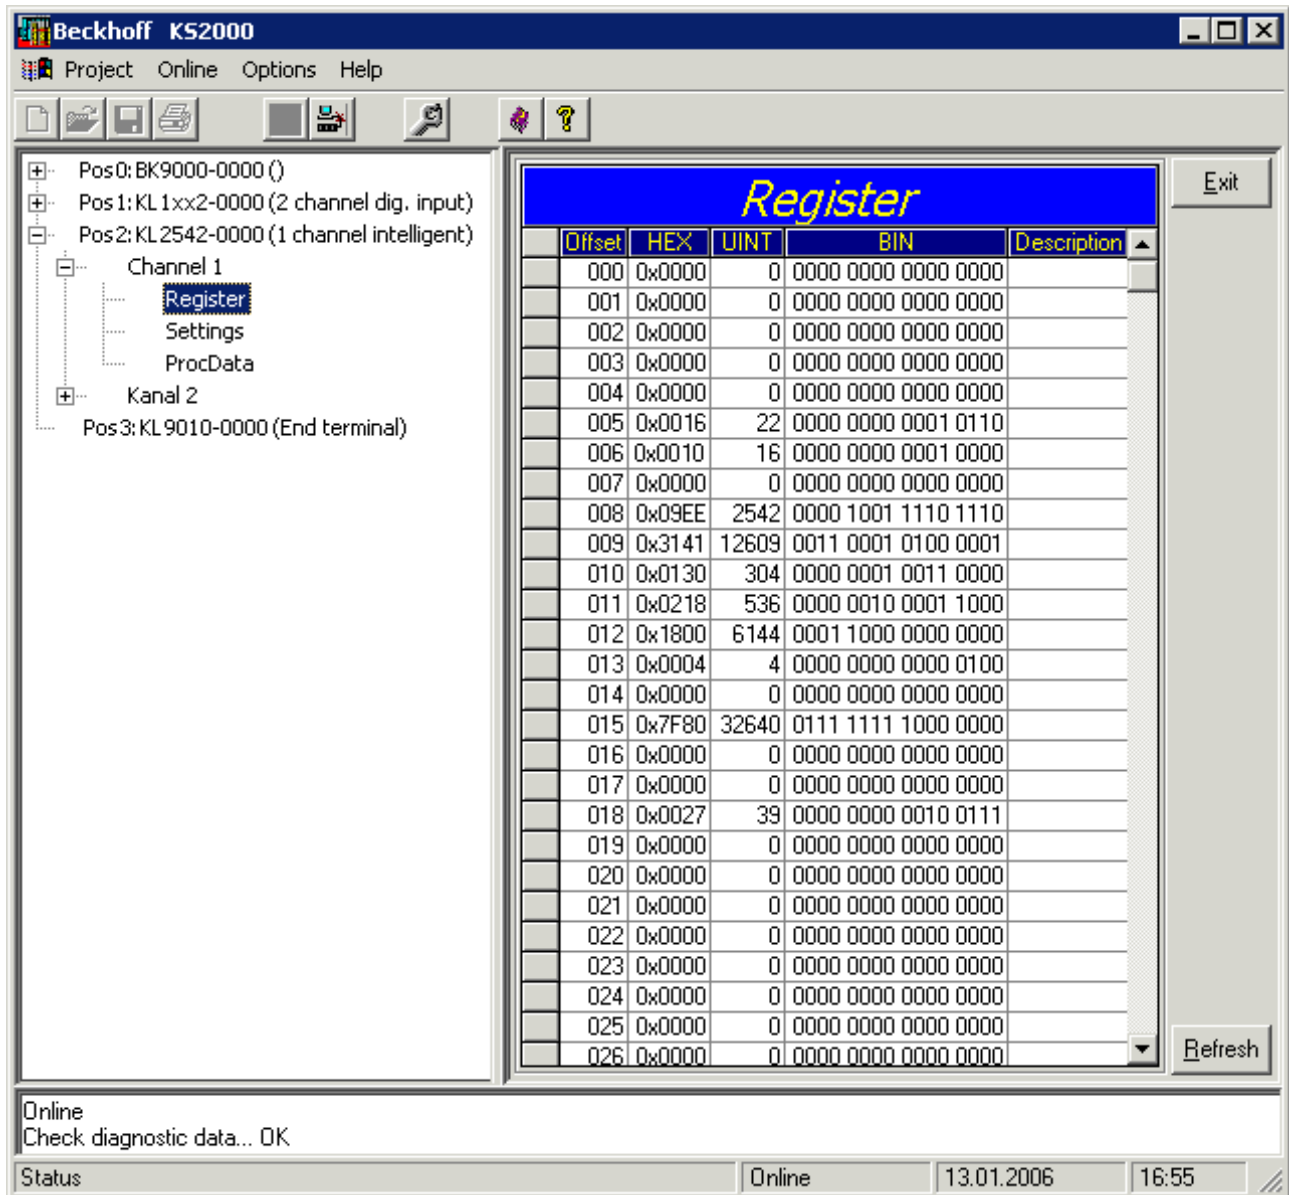 Beckhoff KS2000
Project Online Options Help
Pos0: BK9000-0000 ()
Pos1: KL1xx2-0000 (2 channel dig. input)
Pos2: KL2542-0000 (1 channel intelligent)
Channel 1
Register
Settings
ProcData
Kanal 2
Pos3: KL9010-0000 (End terminal)
Register
Offset HEX UINT BIN Description
000 0x0000 0 0000 0000 0000 0000
001 0x0000 0 0000 0000 0000 0000
002 0x0000 0 0000 0000 0000 0000
003 0x0000 0 0000 0000 0000 0000
004 0x0000 0 0000 0000 0000 0000
005 0x0016 22 0000 0000 0001 0110
006 0x0010 16 0000 0000 0001 0000
007 0x0000 0 0000 0000 0000 0000
008 0x09EE 2542 0000 1001 1110 1110
009 0x3141 12609 0011 0001 0100 0001
010 0x0130 304 0000 0001 0011 0000
011 0x0218 536 0000 0010 0001 1000
012 0x1800 6144 0001 1000 0000 0000
013 0x0004 4 0000 0000 0000 0100
014 0x0000 0 0000 0000 0000 0000
015 0x7F80 32640 0111 1111 1000 0000
016 0x0000 0 0000 0000 0000 0000
017 0x0000 0 0000 0000 0000 0000
018 0x0027 39 0000 0000 0010 0111
019 0x0000 0 0000 0000 0000 0000
020 0x0000 0 0000 0000 0000 0000
021 0x0000 0 0000 0000 0000 0000
022 0x0000 0 0000 0000 0000 0000
023 0x0000 0 0000 0000 0000 0000
024 0x0000 0 0000 0000 0000 0000
025 0x0000 0 0000 0000 0000 0000
026 0x0000 0 0000 0000 0000 0000
Exit
Refresh
Online
Check diagnostic data... OK
Status Online 13.01.2006 16:55